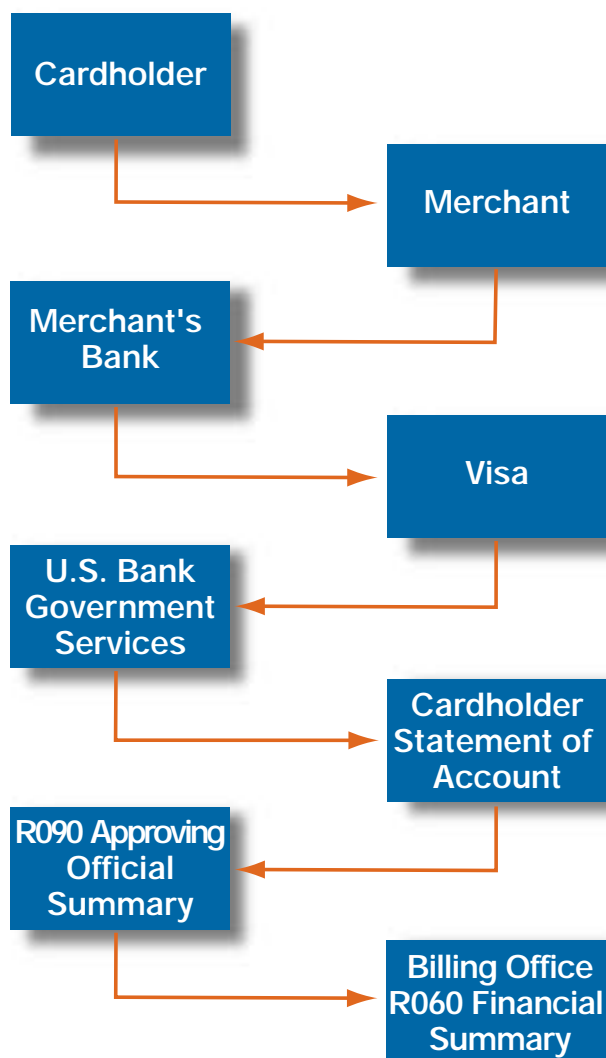 Cardholder
Merchant
Merchant's
Bank
Visa
U.S. Bank
Government
Services
Cardholder
Statement of
Account
R090 Approving
Official
Summary
Billing Office
R060 Financial
Summary